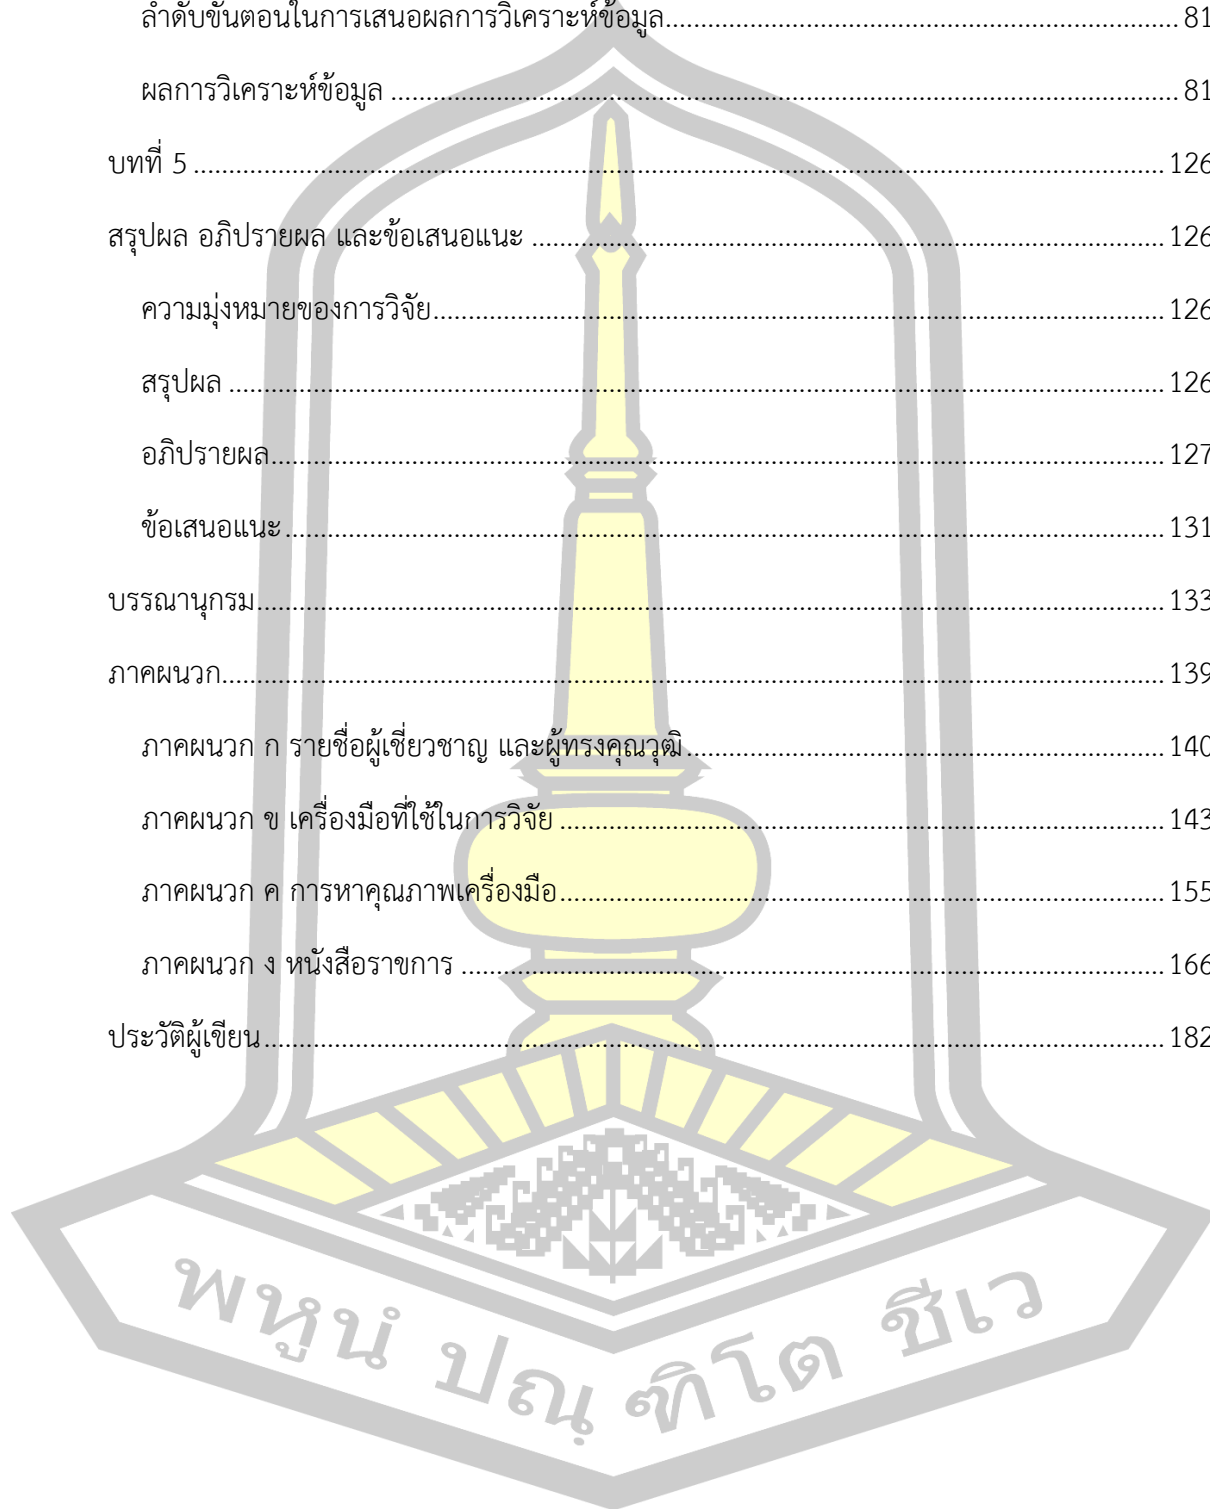 ลำดับขั้นตอนในการเสนอผลการวิเคราะห์ข้อมูล.......................................................................... 81
ผลการวิเคราะห์ข้อมูล ................................................................................................................ 81
บทที่ 5 ......................................................................................................................................... 126
สรุปผล อภิปรายผล และข้อเสนอแนะ ......................................................................................... 126
ความมุ่งหมายของการวิจัย........................................................................................................ 126
สรุปผล ..................................................................................................................................... 126
อภิปรายผล............................................................................................................................... 127
ข้อเสนอแนะ............................................................................................................................. 131
บรรณานุกรม................................................................................................................................ 133
ภาคผนวก..................................................................................................................................... 139
ภาคผนวก ก รายชื่อผู้เชี่ยวชาญ และผู้ทรงคุณวุฒิ.................................................................... 140
ภาคผนวก ข เครื่องมือที่ใช้ในการวิจัย ...................................................................................... 143
ภาคผนวก ค การหาคุณภาพเครื่องมือ...................................................................................... 155
ภาคผนวก ง หนังสือราชการ .................................................................................................... 166
ประวัติผู้เขียน............................................................................................................................... 182
พหูนํ ปณฺฑิโต ชีเว